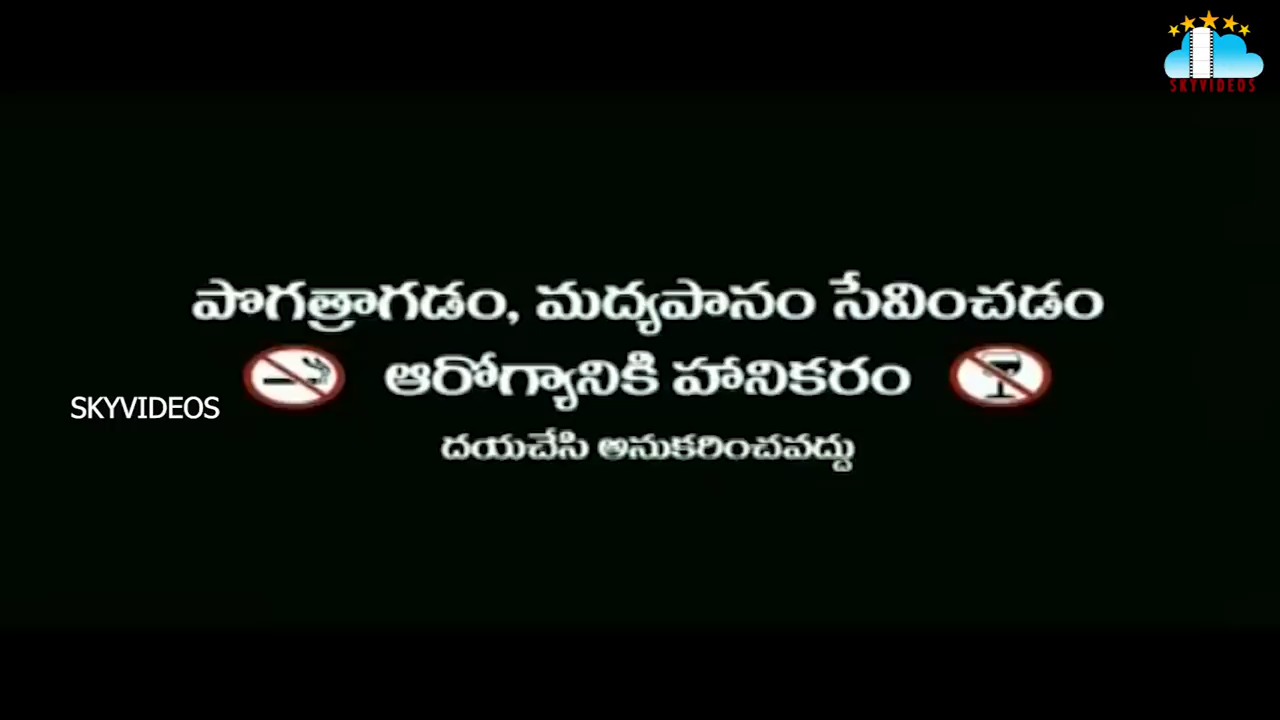 SKYVIDEOS
పొగత్రాగడం, మద్యపానం సేవించడం
ఆరోగ్యానికి హానికరం
SKYVIDEOS
దయచేసి అనుకరించవద్దు